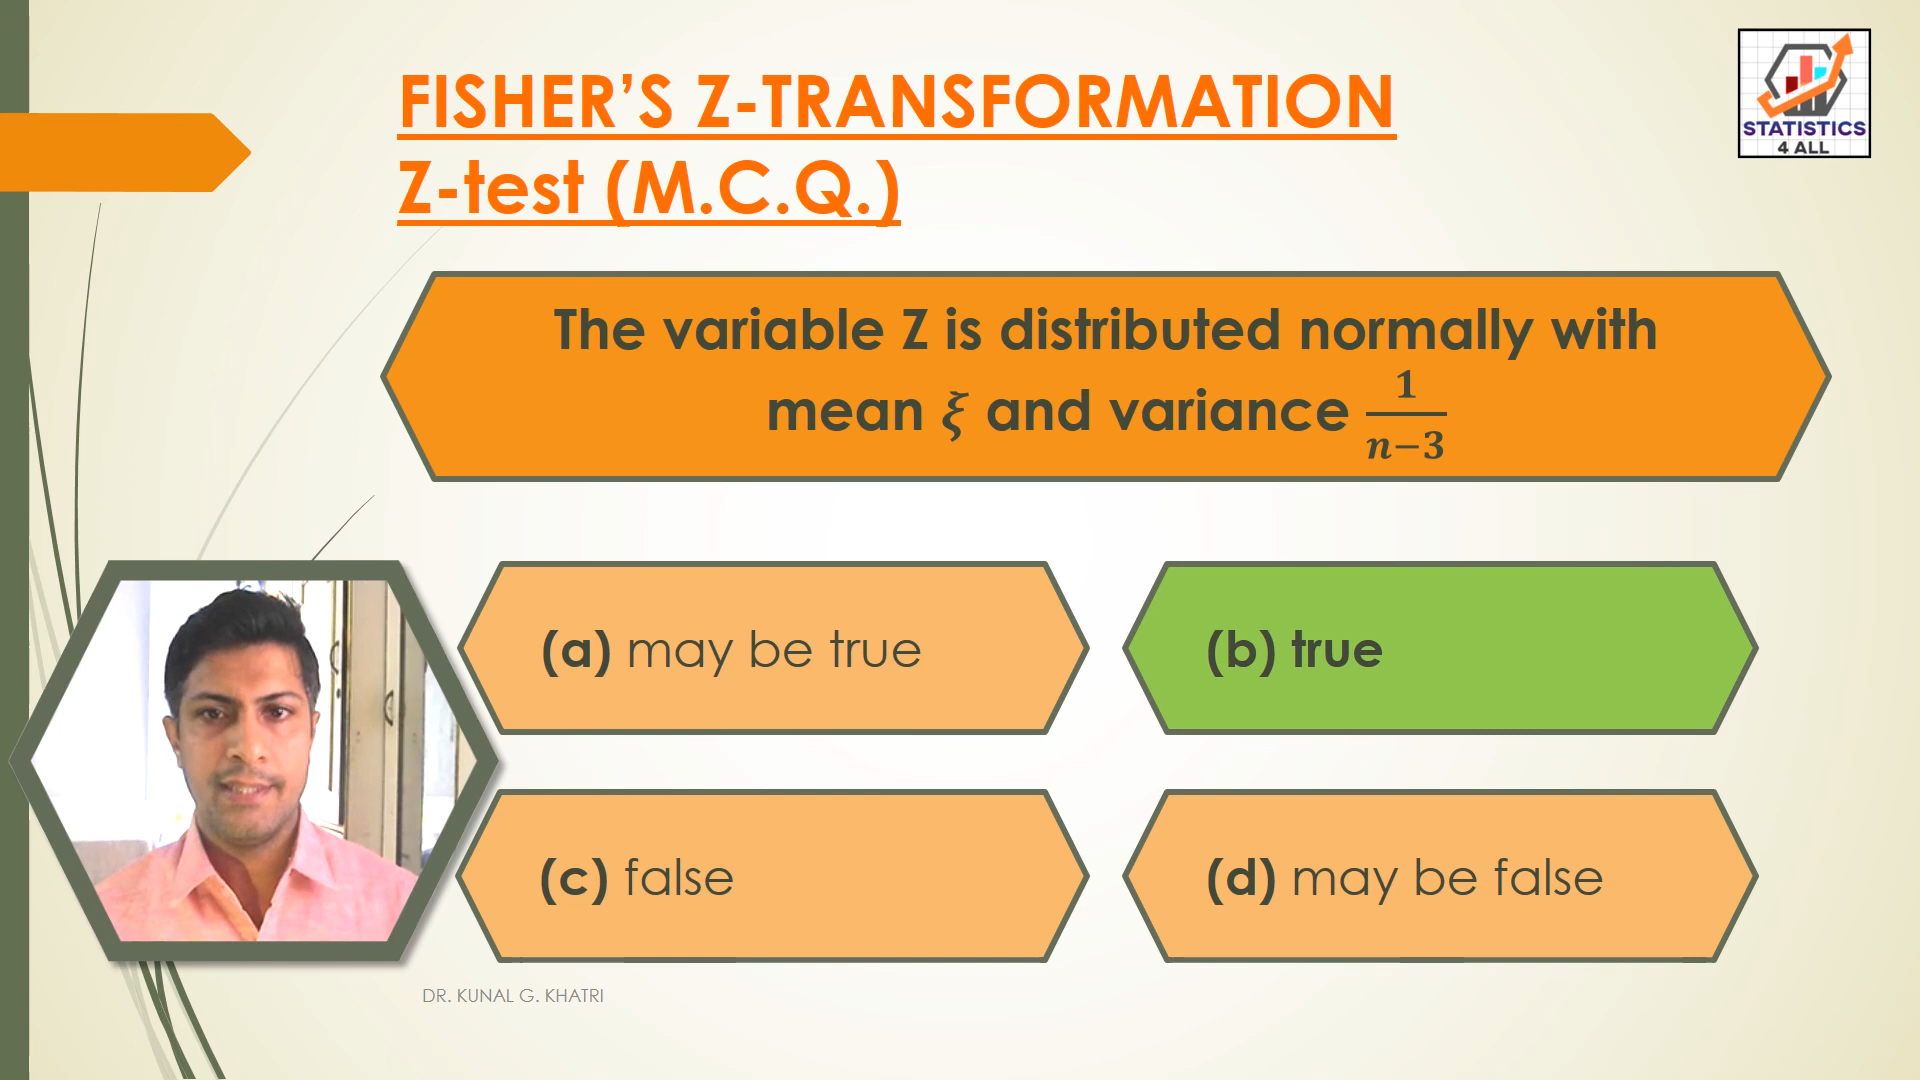 FISHER’S Z-TRANSFORMATION
Z-test (M.C.Q.)
STATISTICS
4 ALL
The variable Z is distributed normally with
mean ξ and variance 1/(n−3)
(a) may be true
(b) true
(c) false
(d) may be false
DR. KUNAL G. KHATRI